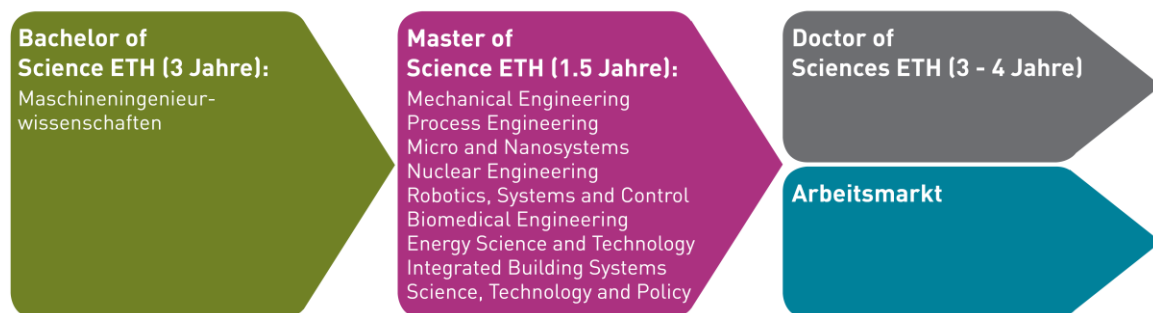 Bachelor of
Science ETH (3 Jahre):
Maschineningenieur-
wissenschaften
Master of
Science ETH (1.5 Jahre):
Mechanical Engineering
Process Engineering
Micro and Nanosystems
Nuclear Engineering
Robotics, Systems and Control
Biomedical Engineering
Energy Science and Technology
Integrated Building Systems
Science, Technology and Policy
Doctor of
Sciences ETH (3 - 4 Jahre)
Arbeitsmarkt